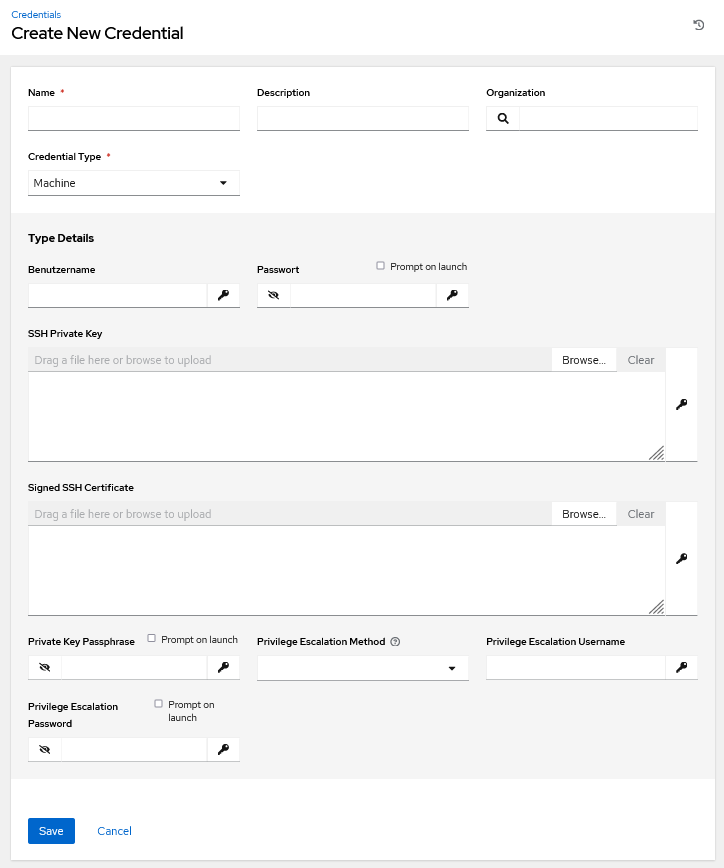 Credentials
Create New Credential
Name *
Description
Organization
Credential Type *
Machine
Type Details
Benutzername
Passwort
Prompt on launch
SSH Private Key
Drag a file here or browse to upload
Browse...
Clear
Signed SSH Certificate
Drag a file here or browse to upload
Browse...
Clear
Private Key Passphrase
Prompt on launch
Privilege Escalation Method
Privilege Escalation Username
Privilege Escalation
Password
Prompt on
launch
Save
Cancel